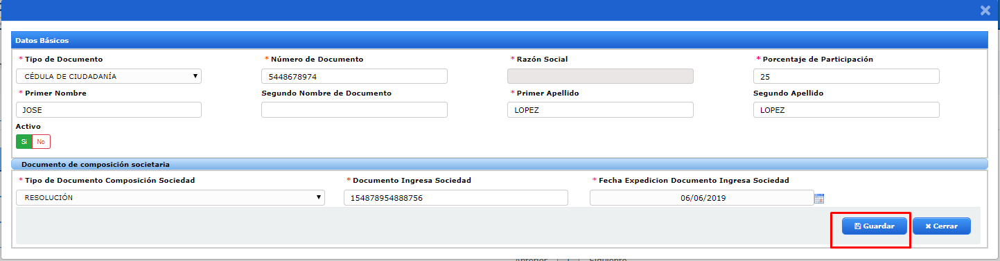 Datos Básicos
* Tipo de Documento * Número de Documento * Razón Social * Porcentaje de Participación
CÉDULA DE CIUDADANÍA 5448678974 25
* Primer Nombre Segundo Nombre de Documento * Primer Apellido Segundo Apellido
JOSE LOPEZ LOPEZ
Activo
Si No
Documento de composición societaria
* Tipo de Documento Composición Sociedad * Documento Ingresa Sociedad * Fecha Expedicion Documento Ingresa Sociedad
RESOLUCIÓN 154878954888756 06/06/2019
Guardar Cerrar